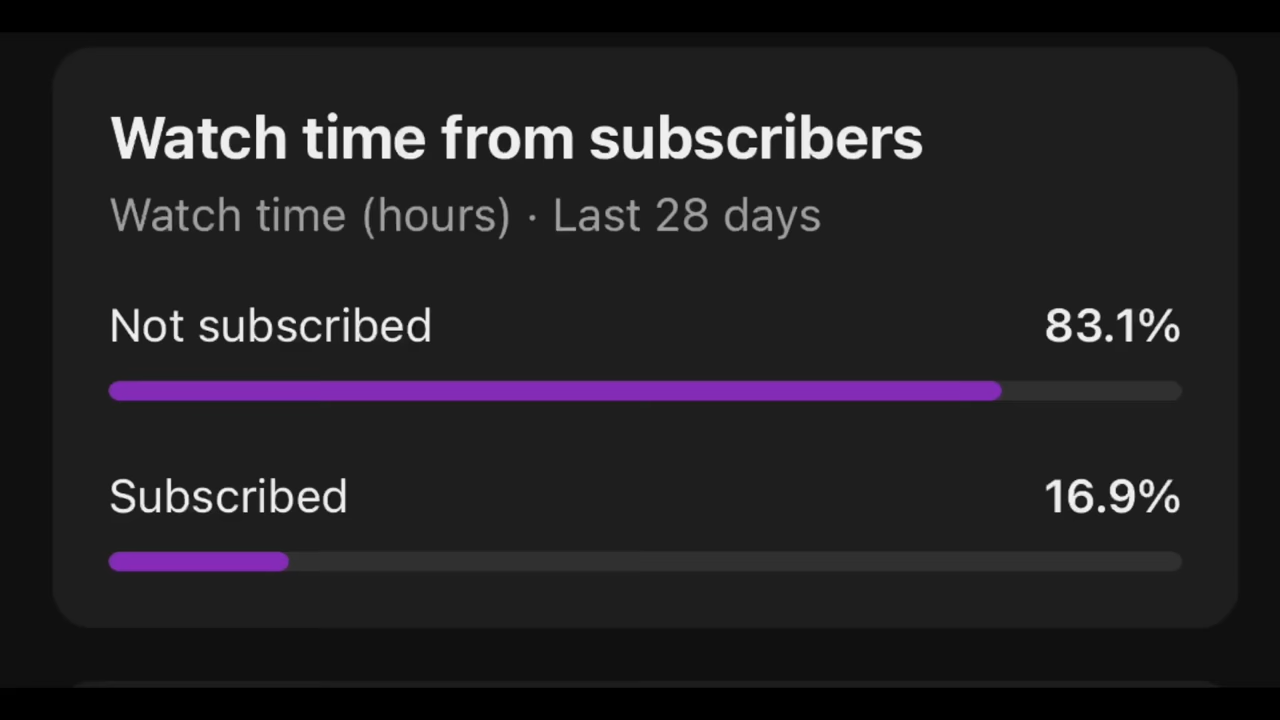 Watch time from subscribers
Watch time (hours) · Last 28 days
Not subscribed 83.1%
Subscribed 16.9%